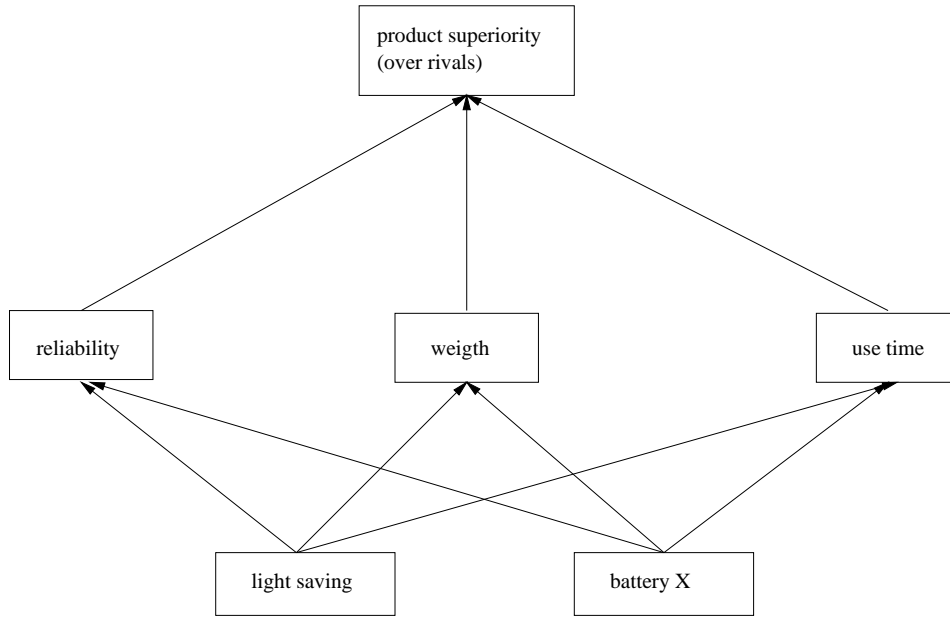 product superiority
(over rivals)
reliability
weigth
use time
light saving
battery X